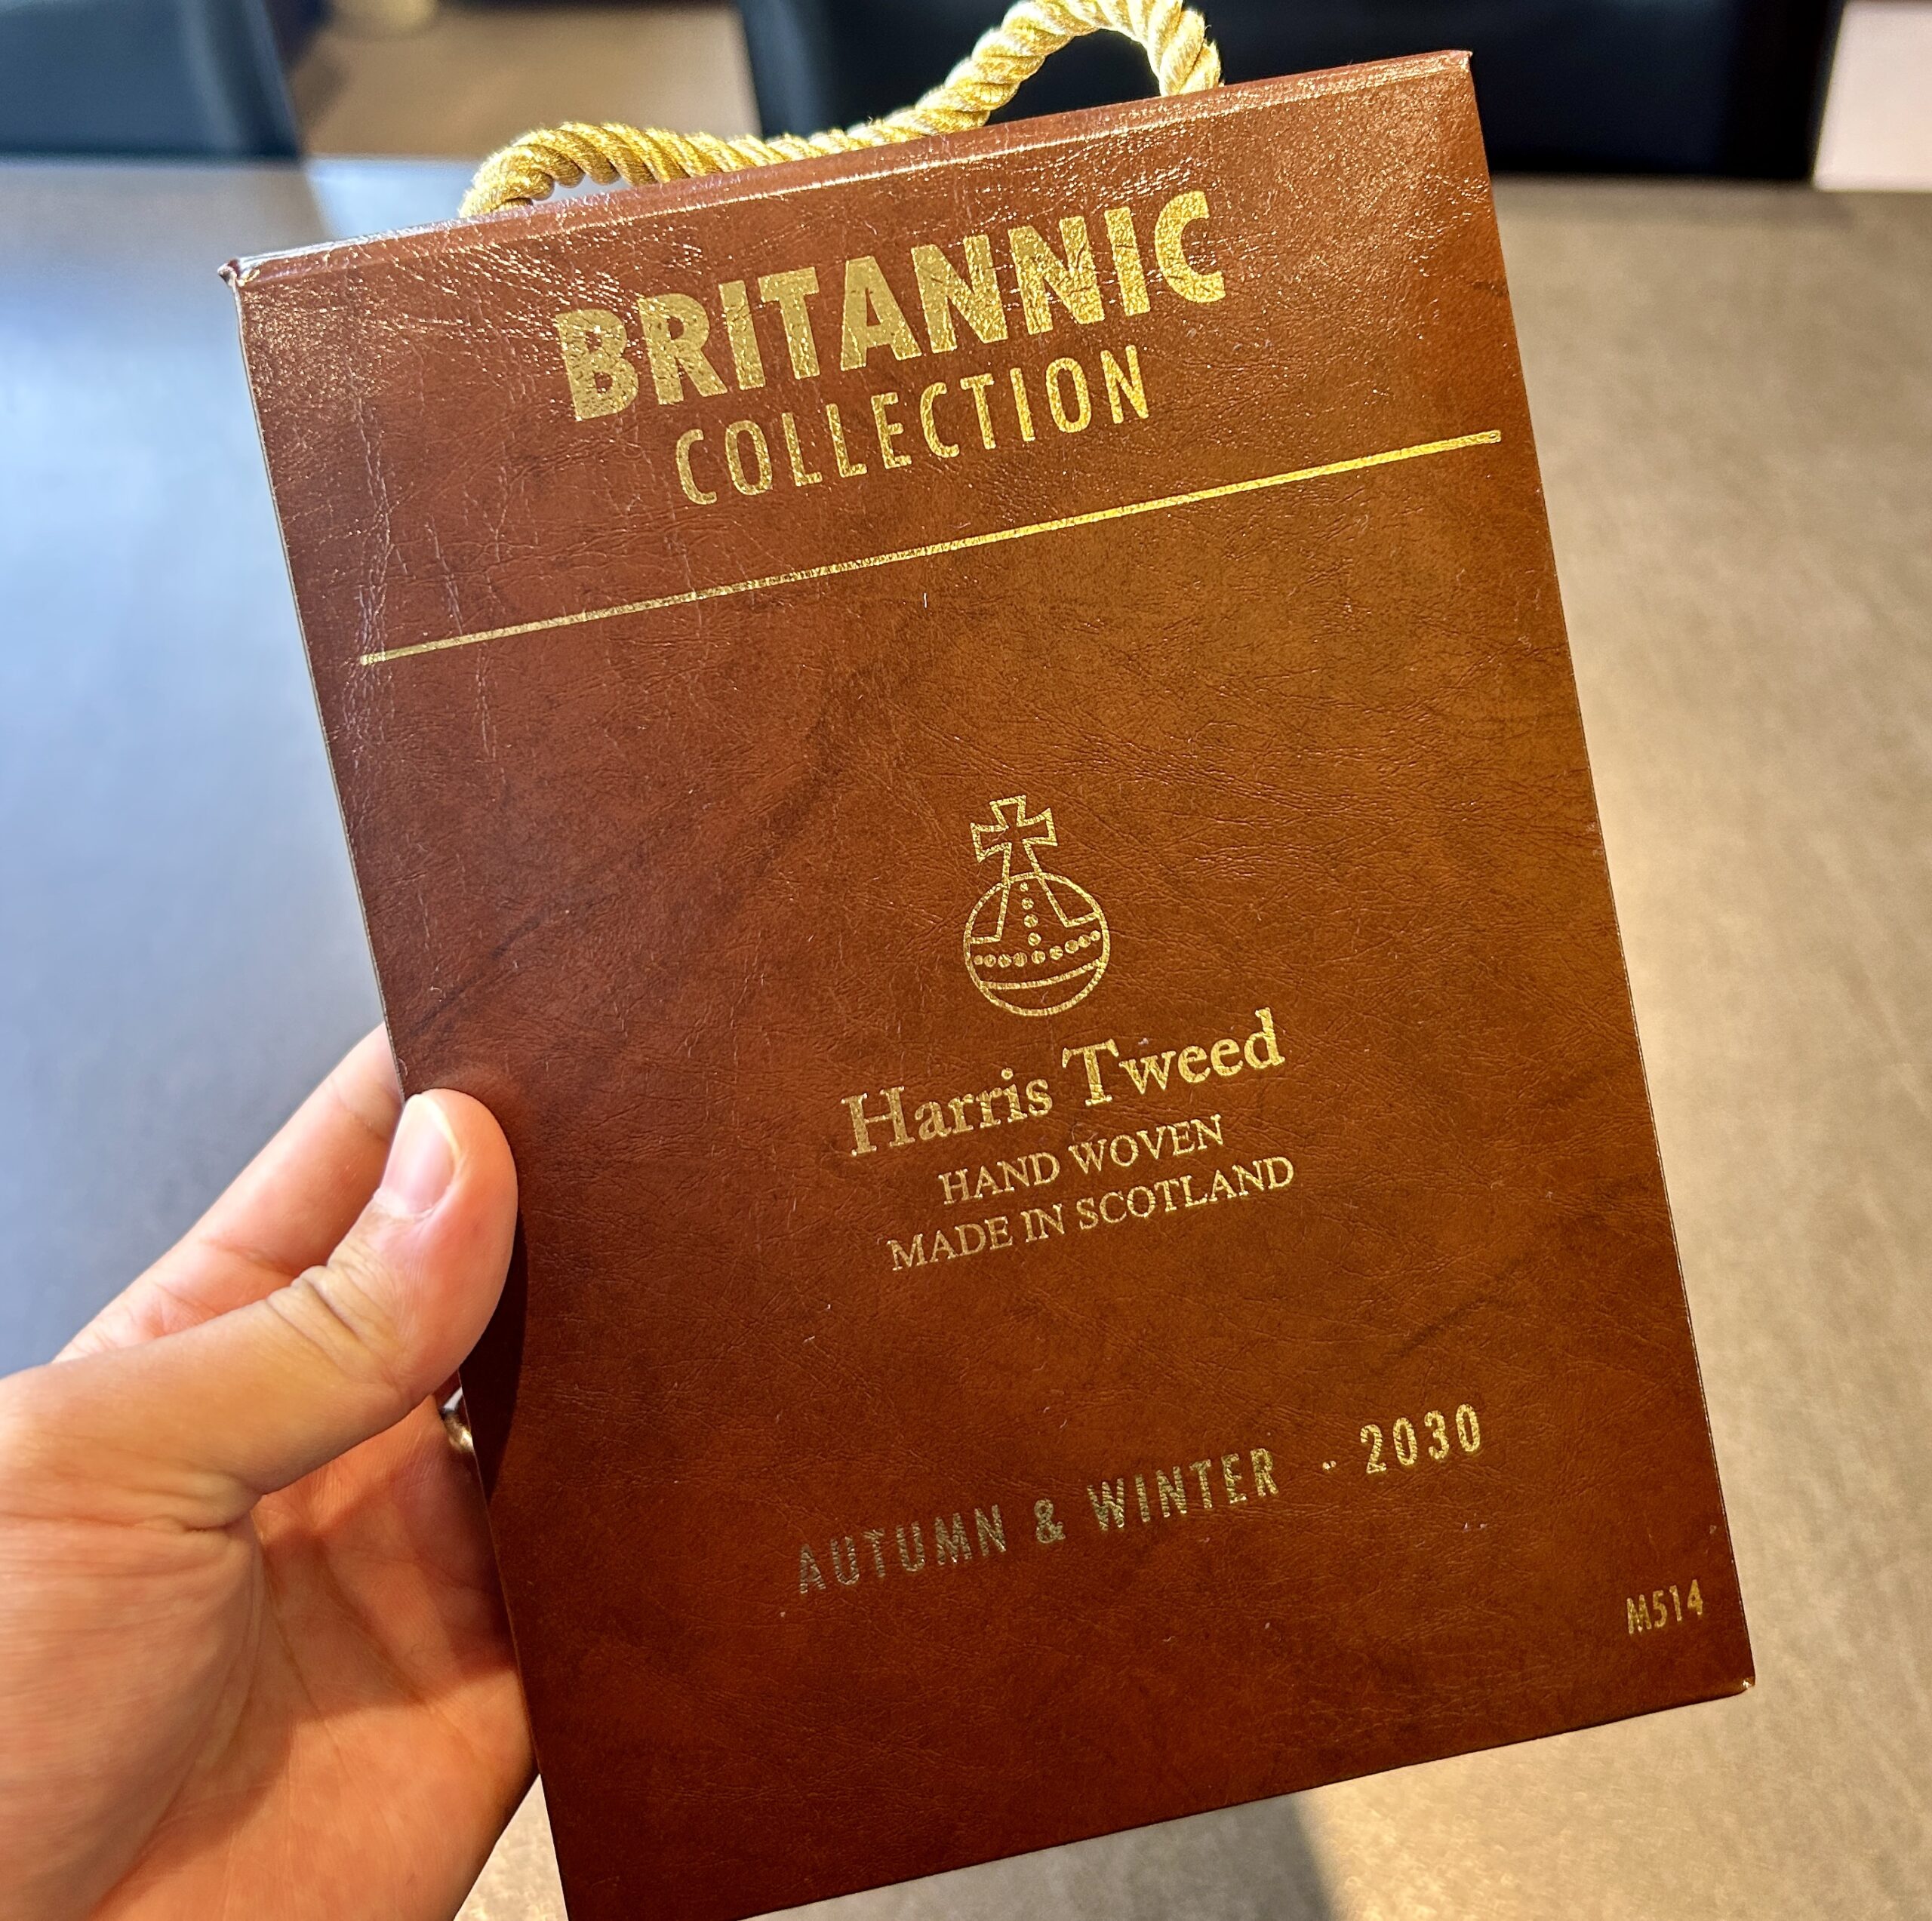 BRITANNIC
COLLECTION
Harris Tweed
HAND WOVEN
MADE IN SCOTLAND
AUTUMN & WINTER - 2030
M514